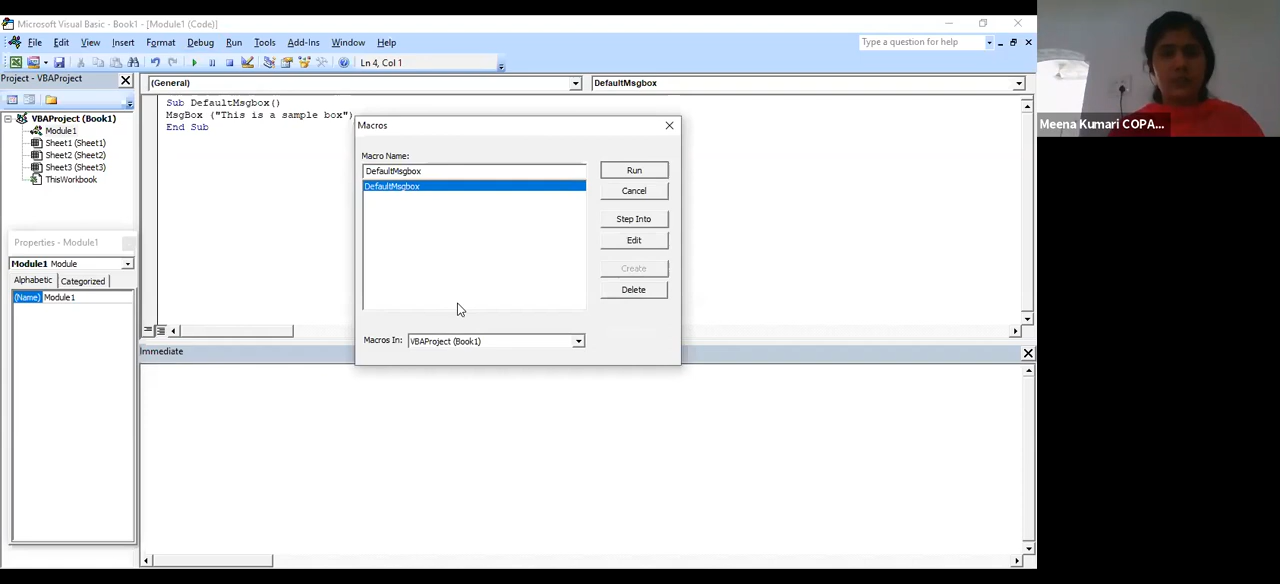 Microsoft Visual Basic - Book1 - [Module1 (Code)]
File Edit View Insert Format Debug Run Tools Add-Ins Window Help
Type a question for help
Ln 4, Col 1
Project - VBAProject
(General)
DefaultMsgbox
VBAProject (Book1)
Module1
Sheet1 (Sheet1)
Sheet2 (Sheet2)
Sheet3 (Sheet3)
ThisWorkbook
Sub DefaultMsgbox()
MsgBox ("This is a sample box")
End Sub
Macros
Macro Name:
DefaultMsgbox
DefaultMsgbox
Run
Cancel
Step Into
Edit
Create
Delete
Macros In: VBAProject (Book1)
Properties - Module1
Module1 Module
Alphabetic Categorized
(Name) Module1
Immediate
Meena Kumari COPA...